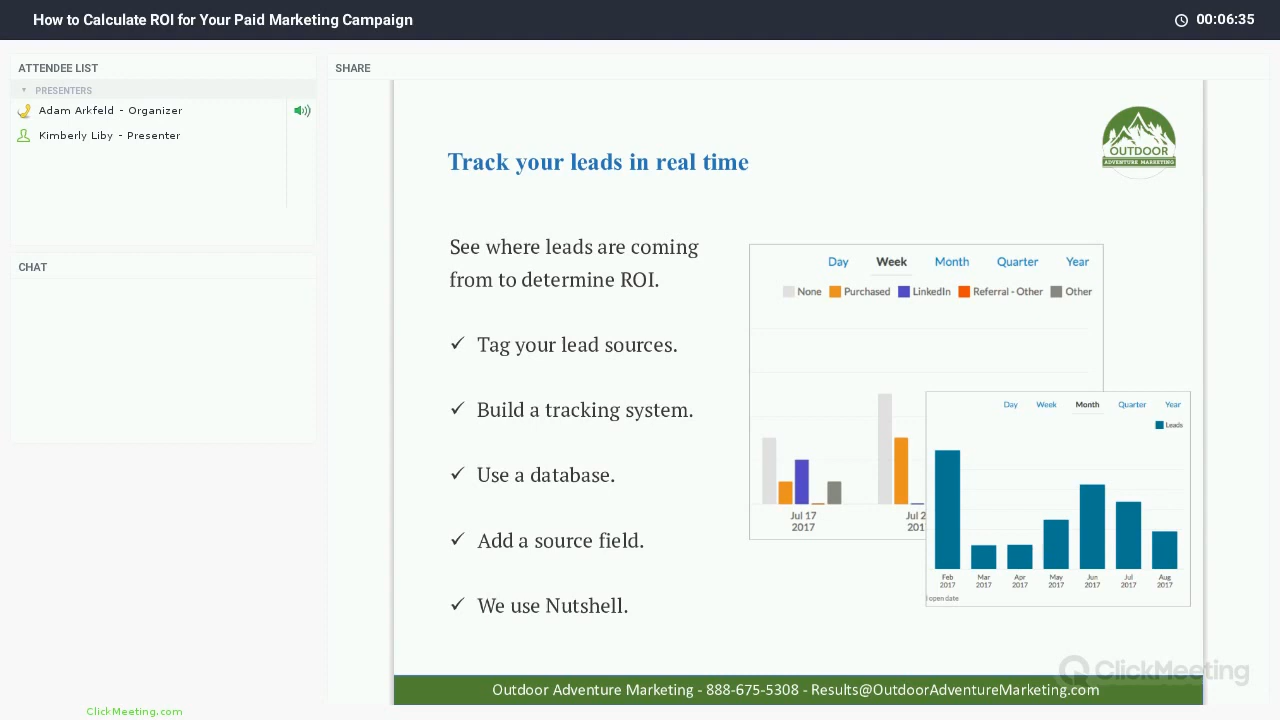 How to Calculate ROI for Your Paid Marketing Campaign
00:06:35
ATTENDEE LIST
PRESENTERS
Adam Arkfeld - Organizer
Kimberly Liby - Presenter
CHAT
SHARE
OUTDOOR
ADVENTURE MARKETING
Track your leads in real time
See where leads are coming
from to determine ROI.
✓ Tag your lead sources.
✓ Build a tracking system.
✓ Use a database.
✓ Add a source field.
✓ We use Nutshell.
Day Week Month Quarter Year
None Purchased LinkedIn Referral - Other Other
Jul 17
2017
Jul 2
201
Day Week Month Quarter Year
Leads
Feb Mar Apr May Jun Jul Aug
2017 2017 2017 2017 2017 2017 2017
open date
ClickMeeting
Outdoor Adventure Marketing - 888-675-5308 - Results@OutdoorAdventureMarketing.com
ClickMeeting.com